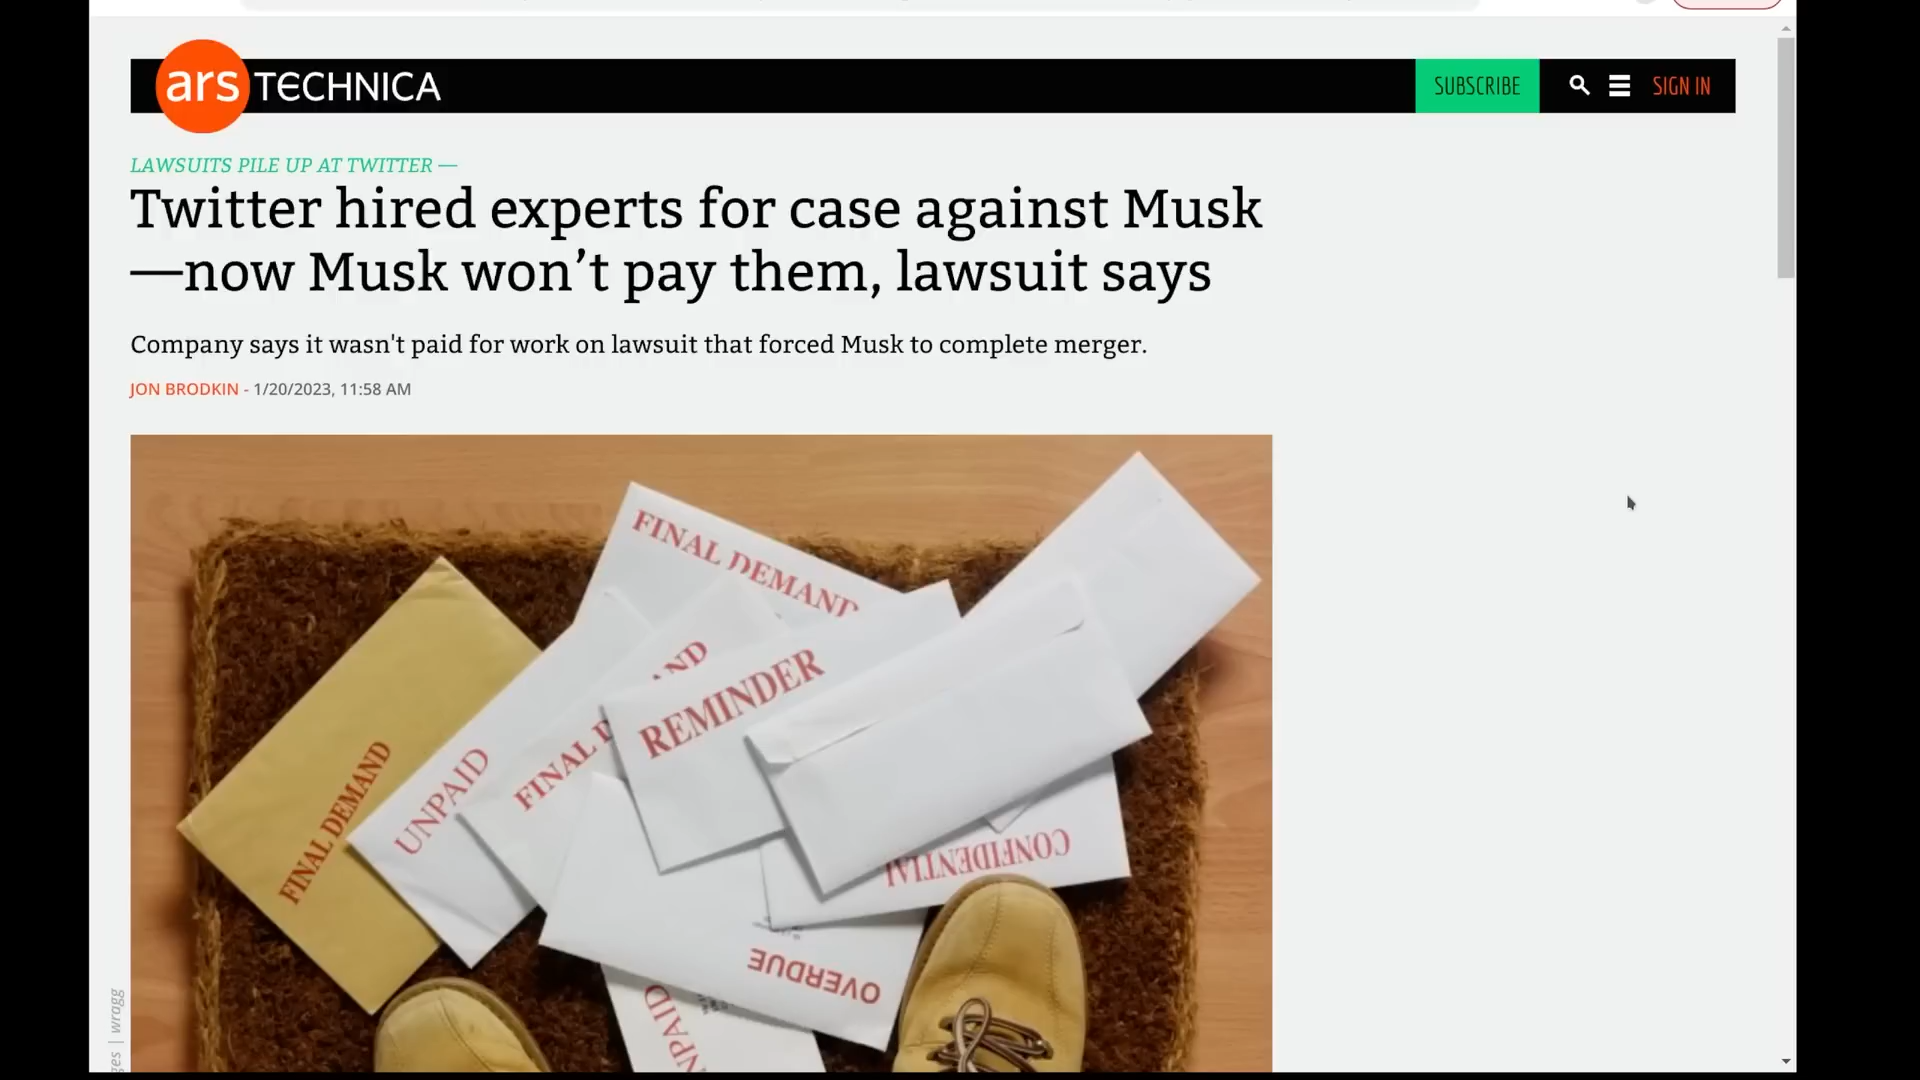 ars TECHNICA
SUBSCRIBE
SIGN IN
LAWSUITS PILE UP AT TWITTER —
Twitter hired experts for case against Musk
—now Musk won’t pay them, lawsuit says
Company says it wasn't paid for work on lawsuit that forced Musk to complete merger.
JON BRODKIN - 1/20/2023, 11:58 AM
FINAL DEMAND
REMINDER
FINAL
UNPAID
FINAL DEMAND
CONFIDENTIAL
OVERDUE
wragg